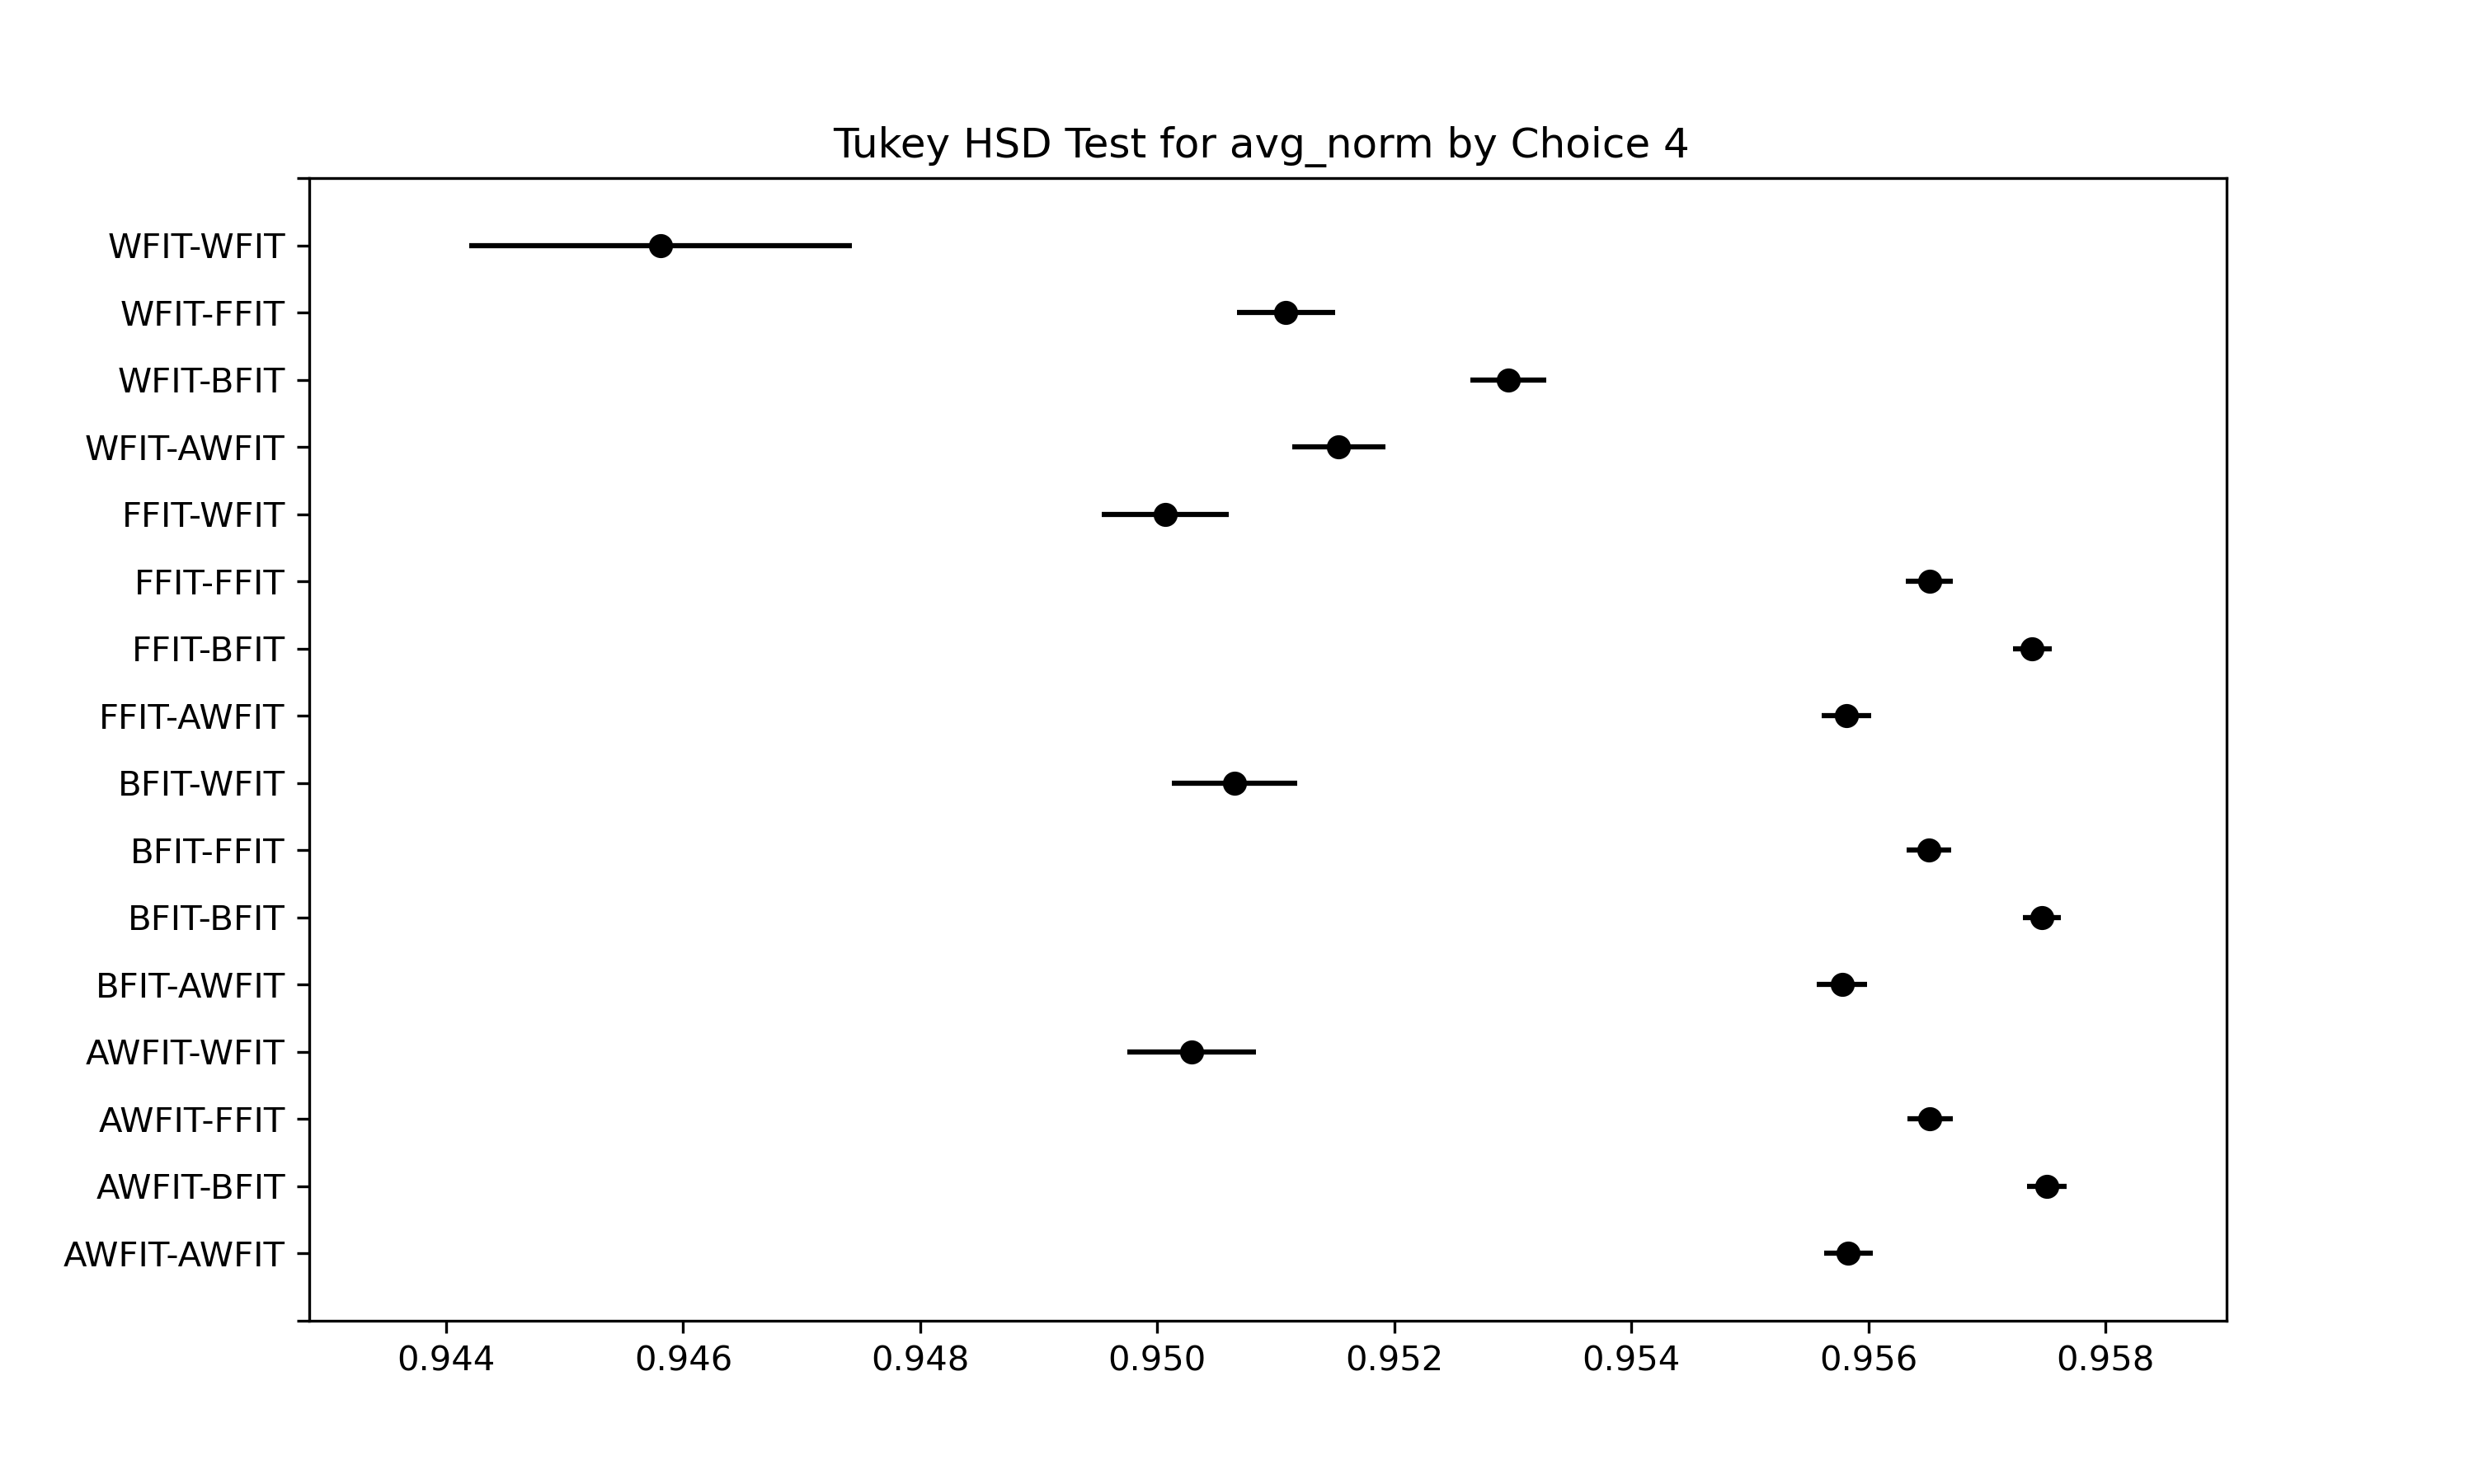 Tukey HSD Test for avg_norm by Choice 4
WFIT-WFIT
WFIT-FFIT
WFIT-BFIT
WFIT-AWFIT
FFIT-WFIT
FFIT-FFIT
FFIT-BFIT
FFIT-AWFIT
BFIT-WFIT
BFIT-FFIT
BFIT-BFIT
BFIT-AWFIT
AWFIT-WFIT
AWFIT-FFIT
AWFIT-BFIT
AWFIT-AWFIT
0.944 0.946 0.948 0.950 0.952 0.954 0.956 0.958